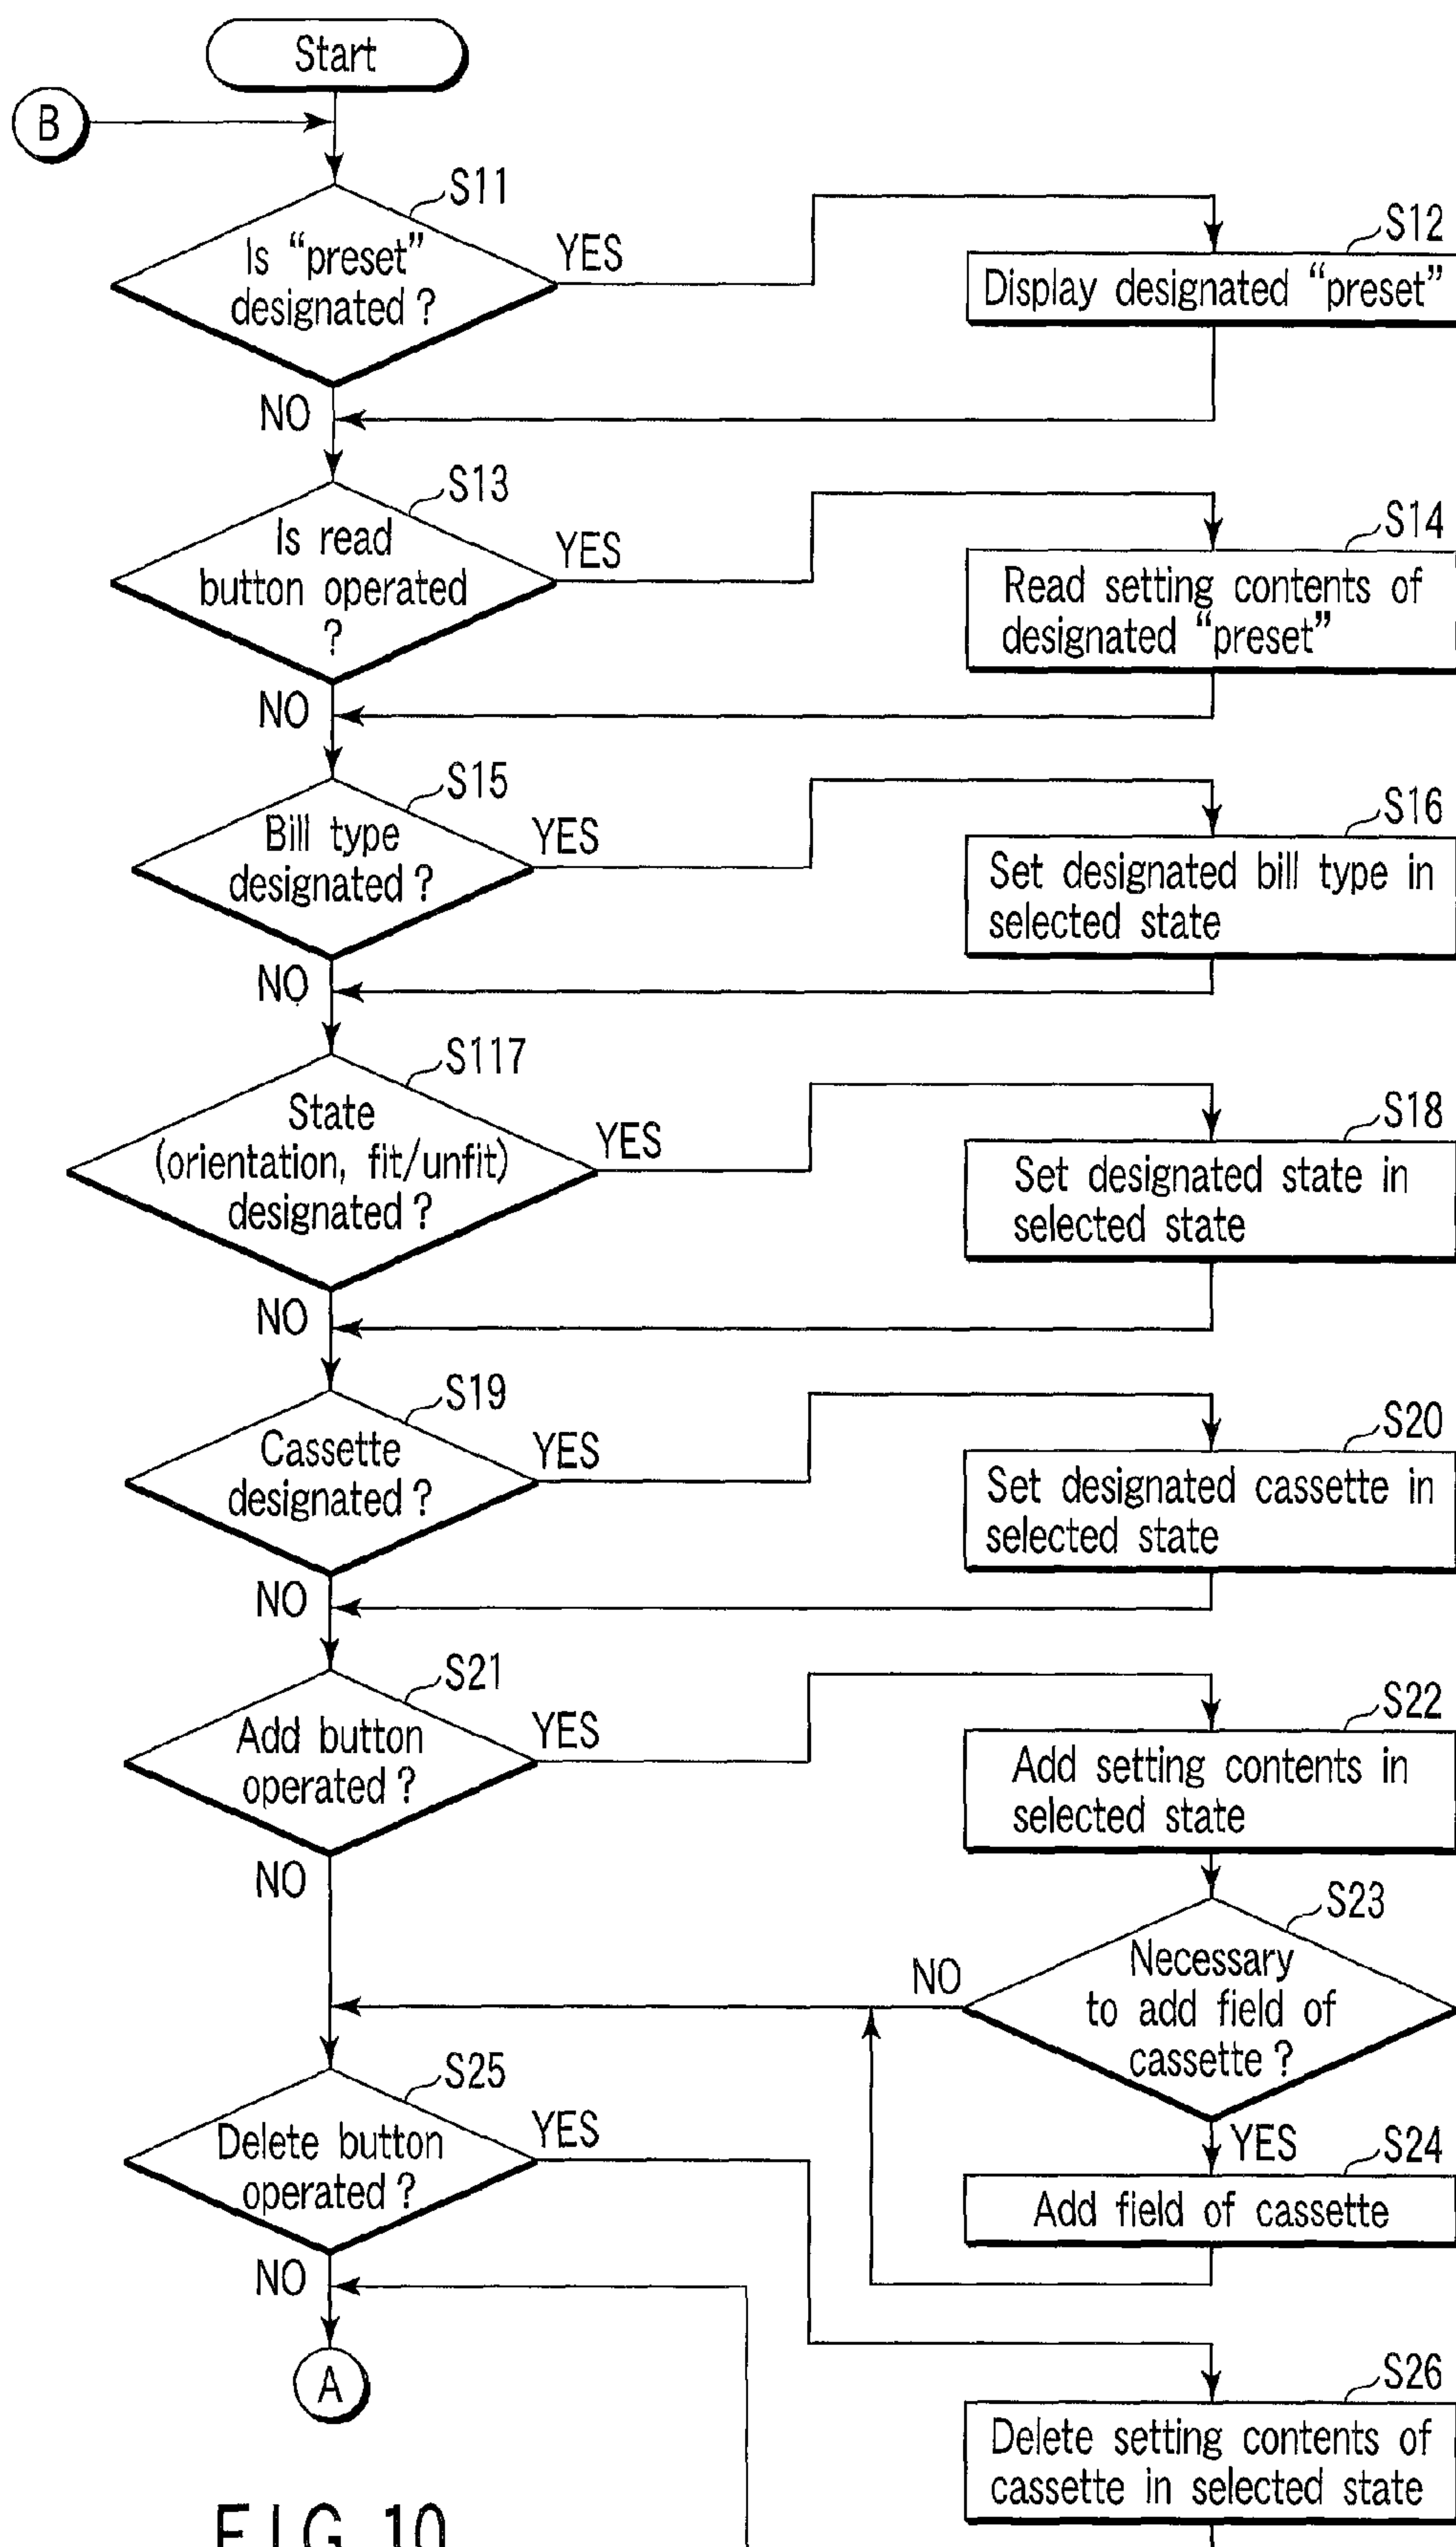 Start
B
S11
Is “preset”
designated ?
YES
S12
Display designated “preset”
NO
S13
Is read
button operated
?
YES
S14
Read setting contents of
designated “preset”
NO
S15
Bill type
designated ?
YES
S16
Set designated bill type in
selected state
NO
S117
State
(orientation, fit/unfit)
designated ?
YES
S18
Set designated state in
selected state
NO
S19
Cassette
designated ?
YES
S20
Set designated cassette in
selected state
NO
S21
Add button
operated ?
YES
S22
Add setting contents in
selected state
NO
S23
Necessary
to add field of
cassette ?
NO
YES
S24
Add field of cassette
S25
Delete button
operated ?
YES
NO
A
S26
Delete setting contents of
cassette in selected state
FIG. 10